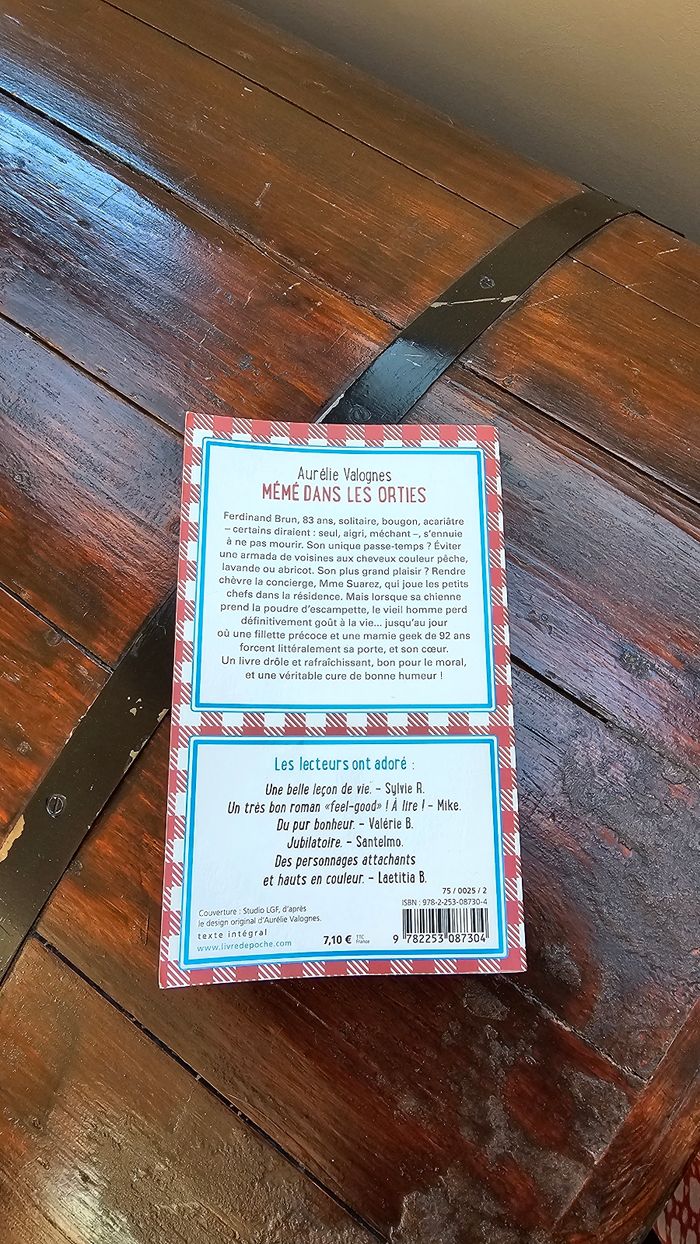 Aurélie Valognes
MÉMÉ DANS LES ORTIES
Ferdinand Brun, 83 ans, solitaire, bougon, acariâtre
– certains diraient : seul, aigri, méchant –, s'ennuie
à ne pas mourir. Son unique passe-temps ? Éviter
une armada de voisines aux cheveux couleur pêche,
lavande ou abricot. Son plus grand plaisir ? Rendre
chèvre la concierge, Mme Suarez, qui joue les petits
chefs dans la résidence. Mais lorsque sa chienne
prend la poudre d'escampette, le vieil homme perd
définitivement goût à la vie... jusqu'au jour
où une fillette précoce et une mamie geek de 92 ans
forcent littéralement sa porte, et son cœur.
Un livre drôle et rafraîchissant, bon pour le moral,
et une véritable cure de bonne humeur !
Les lecteurs ont adoré :
Une belle leçon de vie. – Sylvie R.
Un très bon roman «feel-good» ! À lire ! – Mike.
Du pur bonheur. – Valérie B.
Jubilatoire. – Santelmo.
Des personnages attachants
et hauts en couleur. – Laetitia B.
75 / 0025 / 2
ISBN : 978-2-253-08730-4
Couverture : Studio LGF, d'après
le design original d'Aurélie Valognes.
texte intégral
www.livredepoche.com
7,10 € TTC France
9 782253 087304